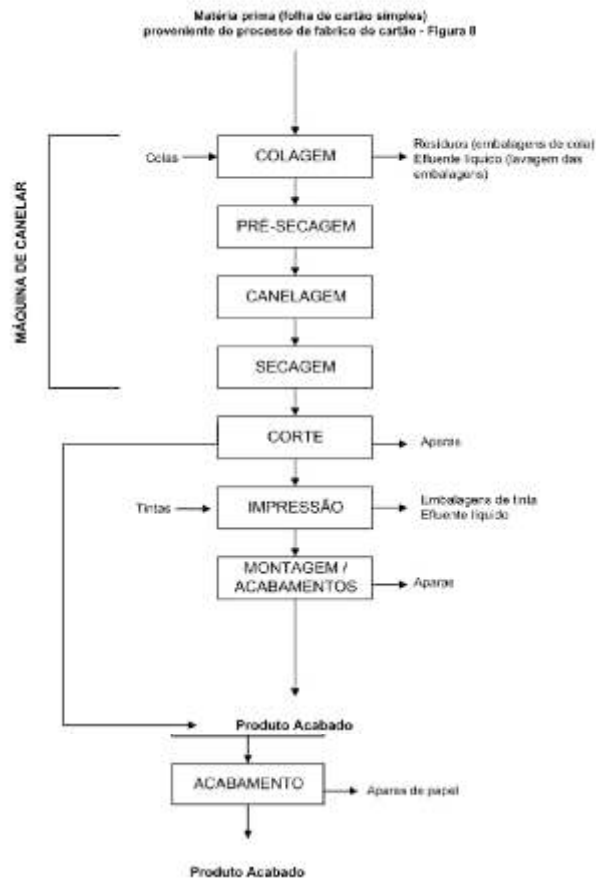 Matéria prima (folha de cartão simples)
proveniente do processo de fabrico do cartão - Figura 8
MÁQUINA DE CANELAR
Colas
COLAGEM
Resíduos (embalagens de cola)
Efluente líquido (lavagem das
embalagens)
PRÉ-SECAGEM
CANELAGEM
SECAGEM
CORTE
Aparas
Tintas
IMPRESSÃO
Embalagens de tinta
Efluente líquido
MONTAGEM /
ACABAMENTOS
Aparas
Produto Acabado
ACABAMENTO
Aparas de papel
Produto Acabado